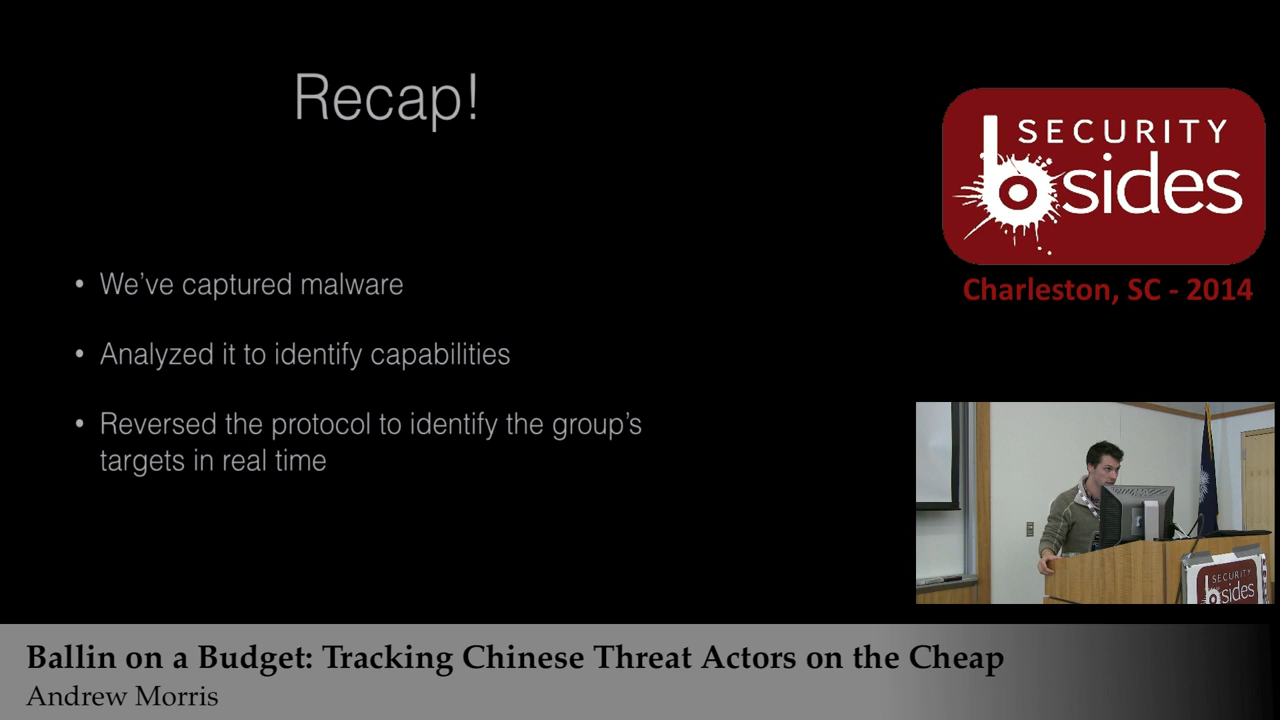 Recap!
• We've captured malware
• Analyzed it to identify capabilities
• Reversed the protocol to identify the group's
targets in real time
SECURITY
bsides
Charleston, SC - 2014
SECURITY
bsides
Ballin on a Budget: Tracking Chinese Threat Actors on the Cheap
Andrew Morris